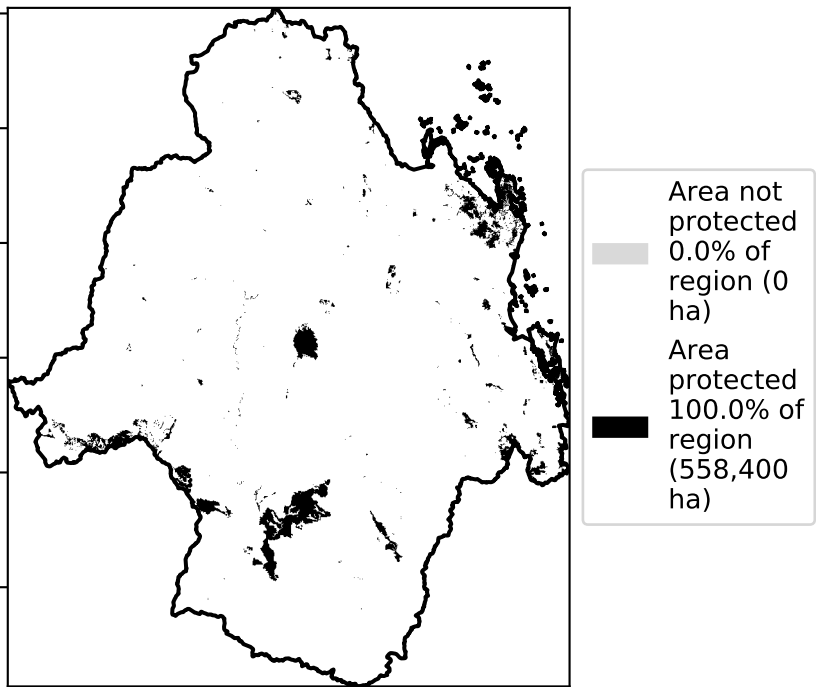 Area not
protected
0.0% of
region (0
ha)
Area
protected
100.0% of
region
(558,400
ha)